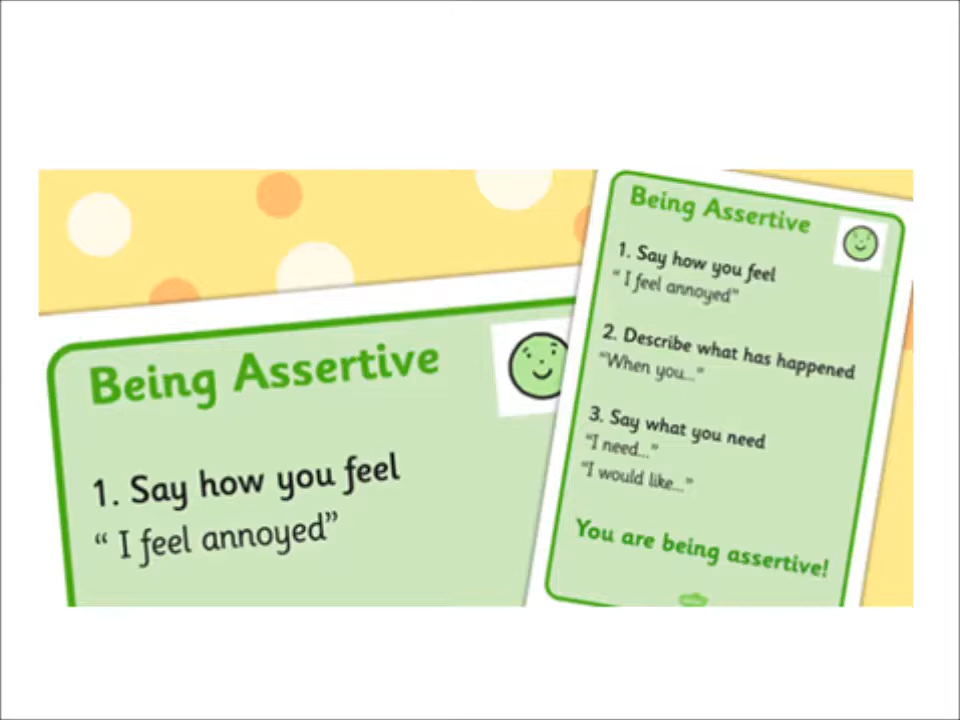 Being Assertive
1. Say how you feel
“ I feel annoyed”
Being Assertive
1. Say how you feel
“ I feel annoyed”
2. Describe what has happened
“When you...”
3. Say what you need
“I need...”
“I would like...”
You are being assertive!